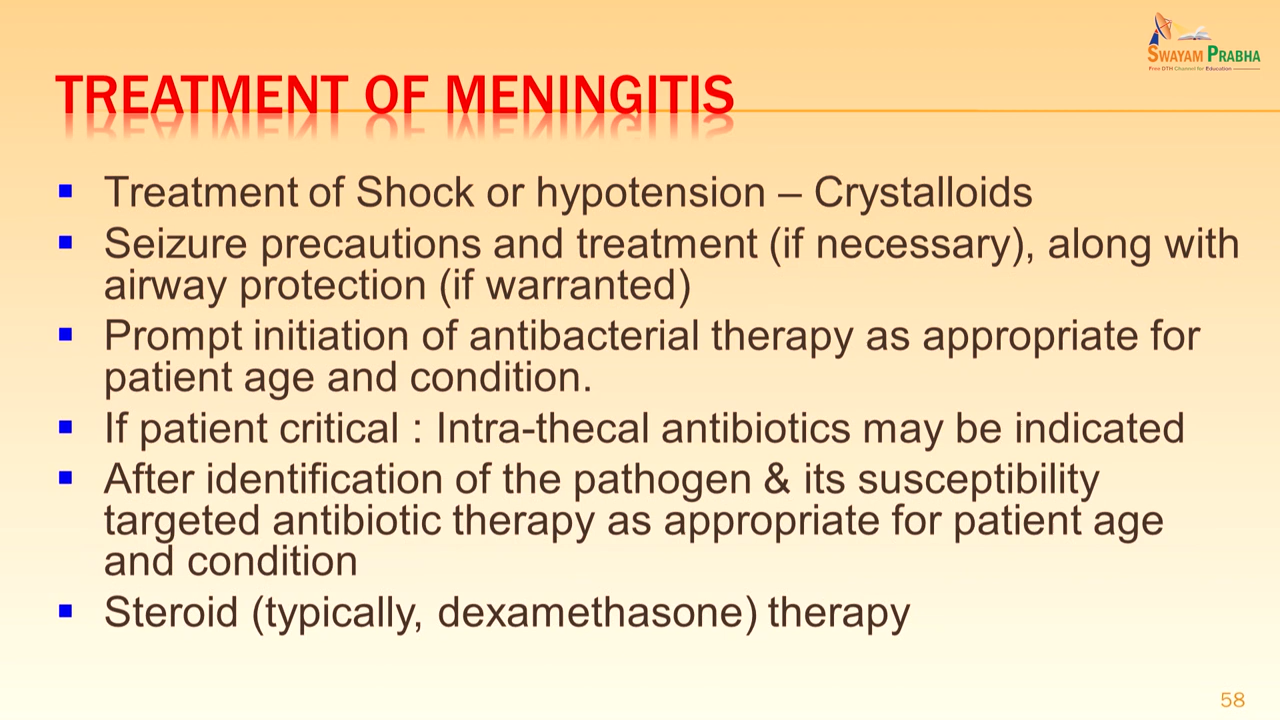 SWAYAM PRABHA
Free DTH Channel for Education
TREATMENT OF MENINGITIS
▪ Treatment of Shock or hypotension – Crystalloids
▪ Seizure precautions and treatment (if necessary), along with
airway protection (if warranted)
▪ Prompt initiation of antibacterial therapy as appropriate for
patient age and condition.
▪ If patient critical : Intra-thecal antibiotics may be indicated
▪ After identification of the pathogen & its susceptibility
targeted antibiotic therapy as appropriate for patient age
and condition
▪ Steroid (typically, dexamethasone) therapy
58